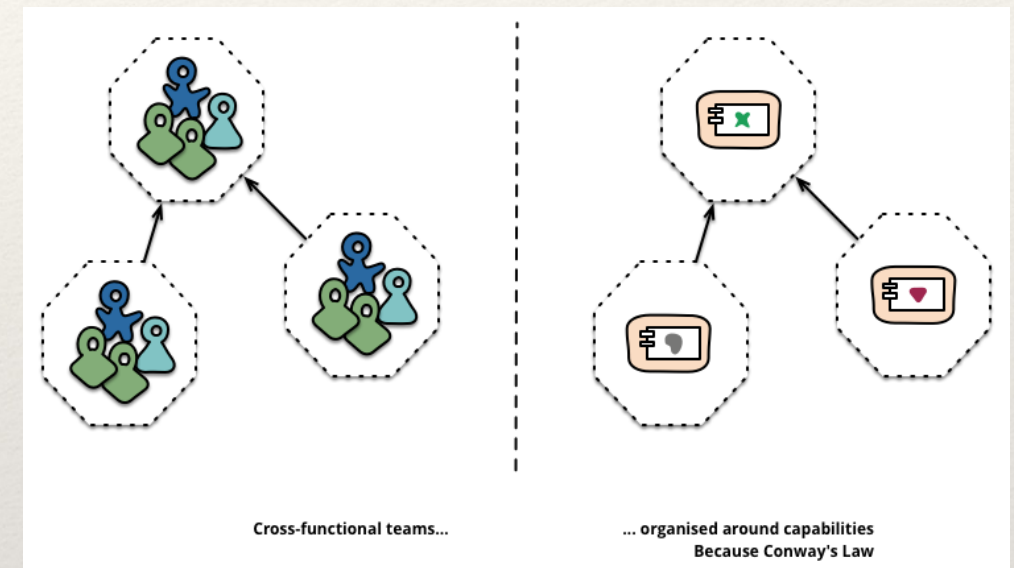 Cross-functional teams...
... organised around capabilities
Because Conway's Law